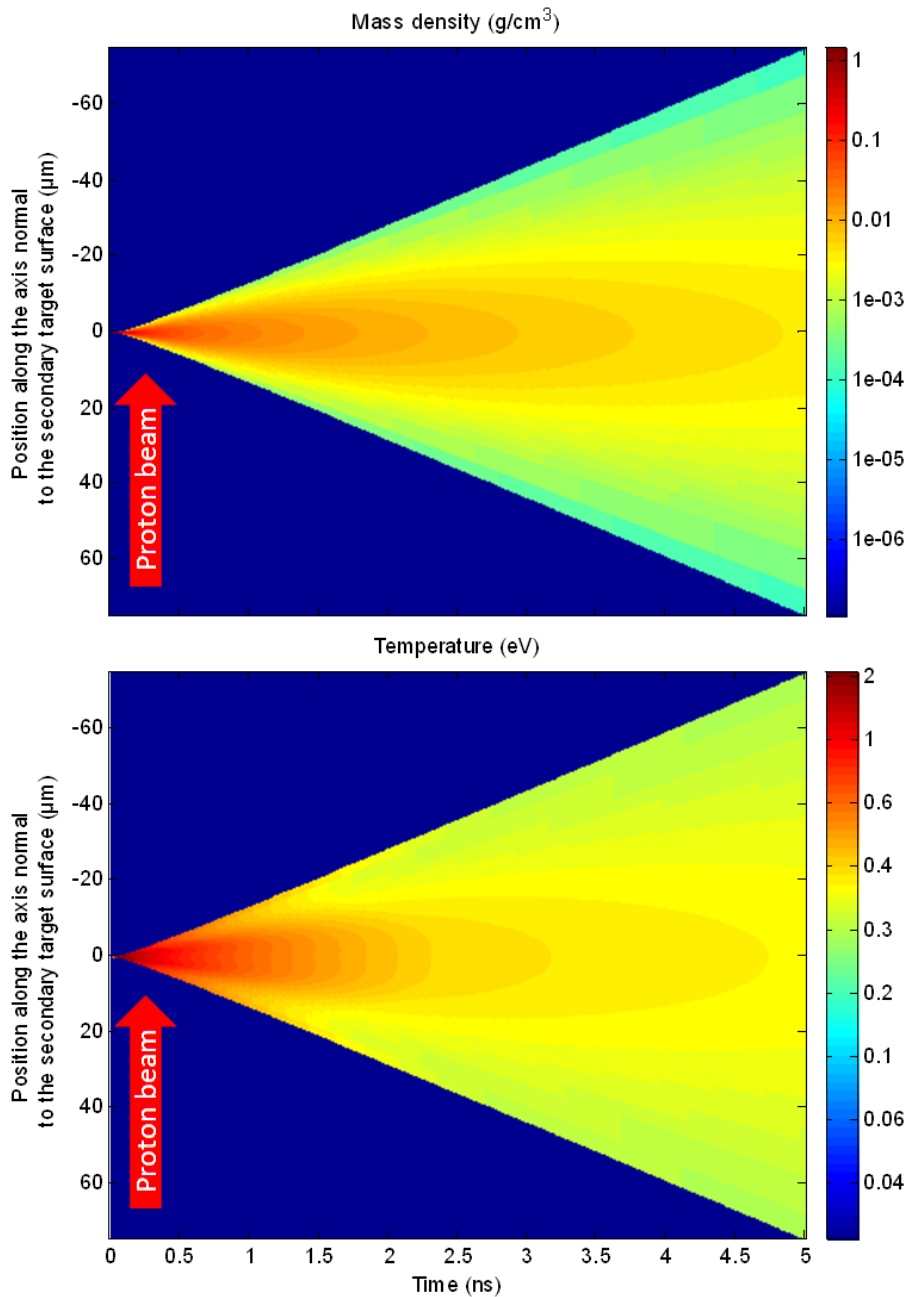 Mass density (g/cm³)
Position along the axis normal
to the secondary target surface (μm)
-60
-40
-20
0
20
40
60
Proton beam
1
0.1
0.01
1e-03
1e-04
1e-05
1e-06
Temperature (eV)
Position along the axis normal
to the secondary target surface (μm)
-60
-40
-20
0
20
40
60
Proton beam
2
1
0.6
0.4
0.3
0.2
0.1
0.06
0.04
0 0.5 1 1.5 2 2.5 3 3.5 4 4.5 5
Time (ns)